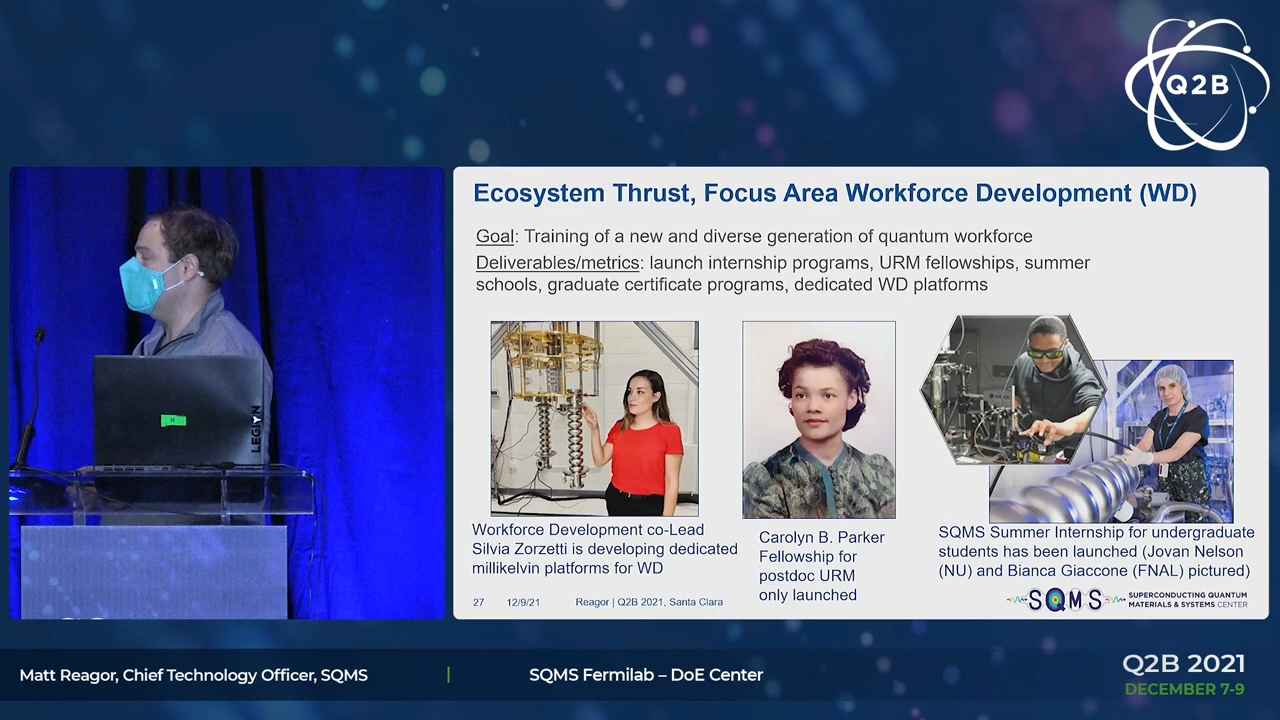 Q2B
Ecosystem Thrust, Focus Area Workforce Development (WD)
Goal: Training of a new and diverse generation of quantum workforce
Deliverables/metrics: launch internship programs, URM fellowships, summer
schools, graduate certificate programs, dedicated WD platforms
LEGION
Workforce Development co-Lead
Silvia Zorzetti is developing dedicated
millikelvin platforms for WD
Carolyn B. Parker
Fellowship for
postdoc URM
only launched
SQMS Summer Internship for undergraduate
students has been launched (Jovan Nelson
(NU) and Bianca Giaccone (FNAL) pictured)
27 12/9/21 Reagor | Q2B 2021, Santa Clara
SQMS SUPERCONDUCTING QUANTUM
MATERIALS & SYSTEMS CENTER
Matt Reagor, Chief Technology Officer, SQMS
SQMS Fermilab – DoE Center
Q2B 2021
DECEMBER 7-9